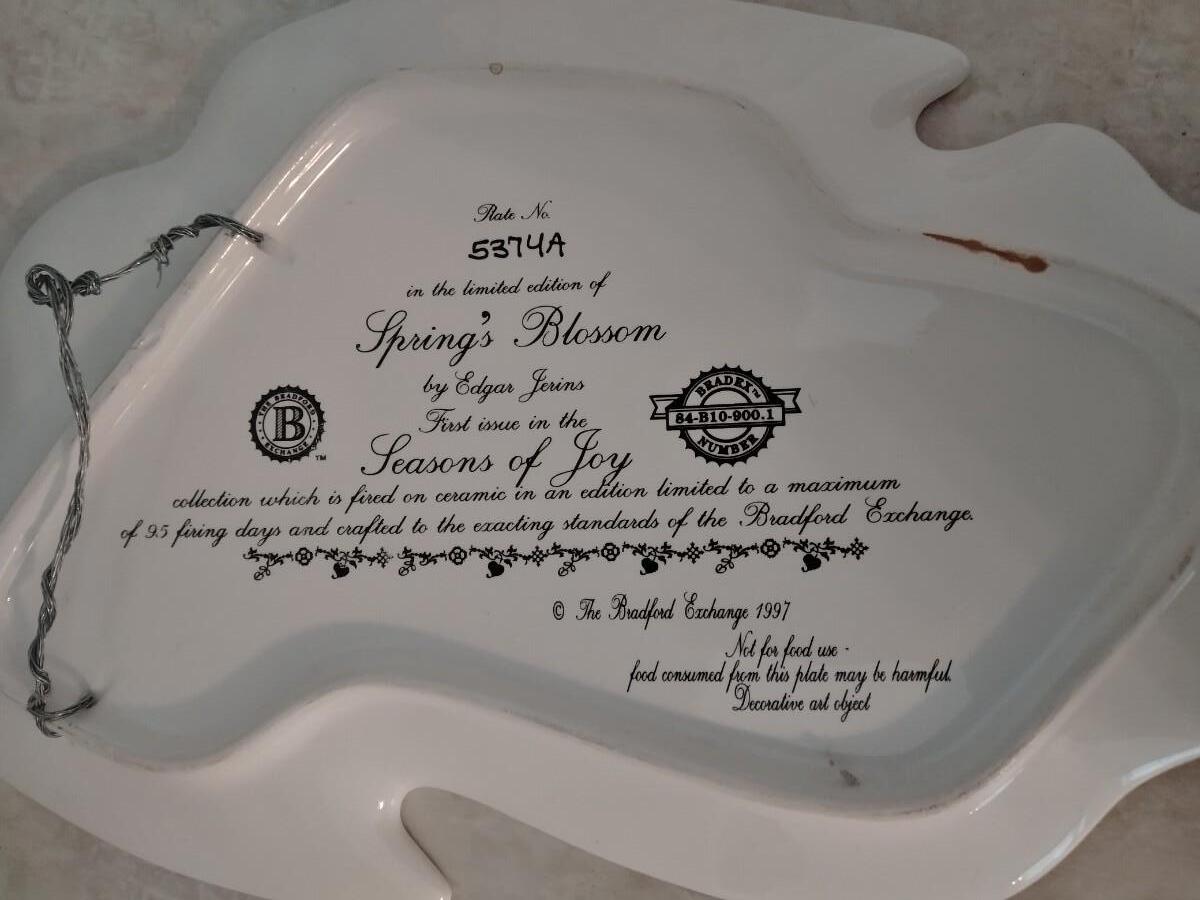 Plate No.
5374A
in the limited edition of
Spring's Blossom
by Edgar Jerins
First issue in the
Seasons of Joy
collection which is fired on ceramic in an edition limited to a maximum
of 95 firing days and crafted to the exacting standards of the Bradford Exchange.
THE BRADFORD
B
EXCHANGE
TM
BRADEX™
84-B10-900.1
NUMBER
© The Bradford Exchange 1997
Not for food use -
food consumed from this plate may be harmful.
Decorative art object